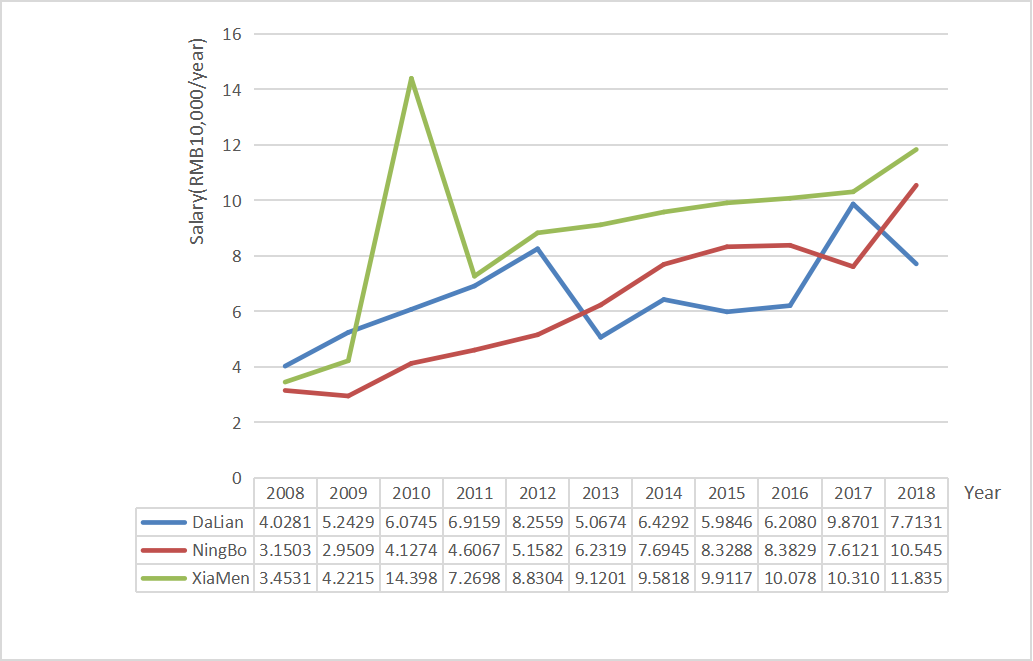 Salary(RMB10,000/year)
16
14
12
10
8
6
4
2
0
2008 2009 2010 2011 2012 2013 2014 2015 2016 2017 2018 Year
DaLian 4.0281 5.2429 6.0745 6.9159 8.2559 5.0674 6.4292 5.9846 6.2080 9.8701 7.7131
NingBo 3.1503 2.9509 4.1274 4.6067 5.1582 6.2319 7.6945 8.3288 8.3829 7.6121 10.545
XiaMen 3.4531 4.2215 14.398 7.2698 8.8304 9.1201 9.5818 9.9117 10.078 10.310 11.835